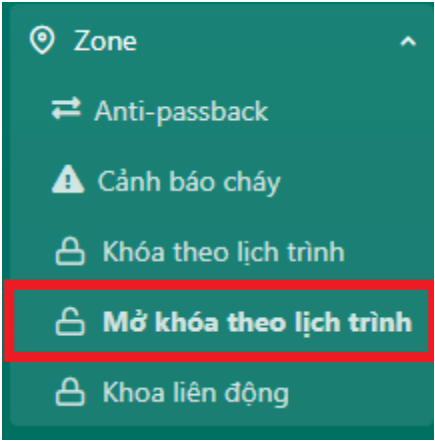 Zone
Anti-passback
Cảnh báo cháy
Khóa theo lịch trình
Mở khóa theo lịch trình
Khoa liên động